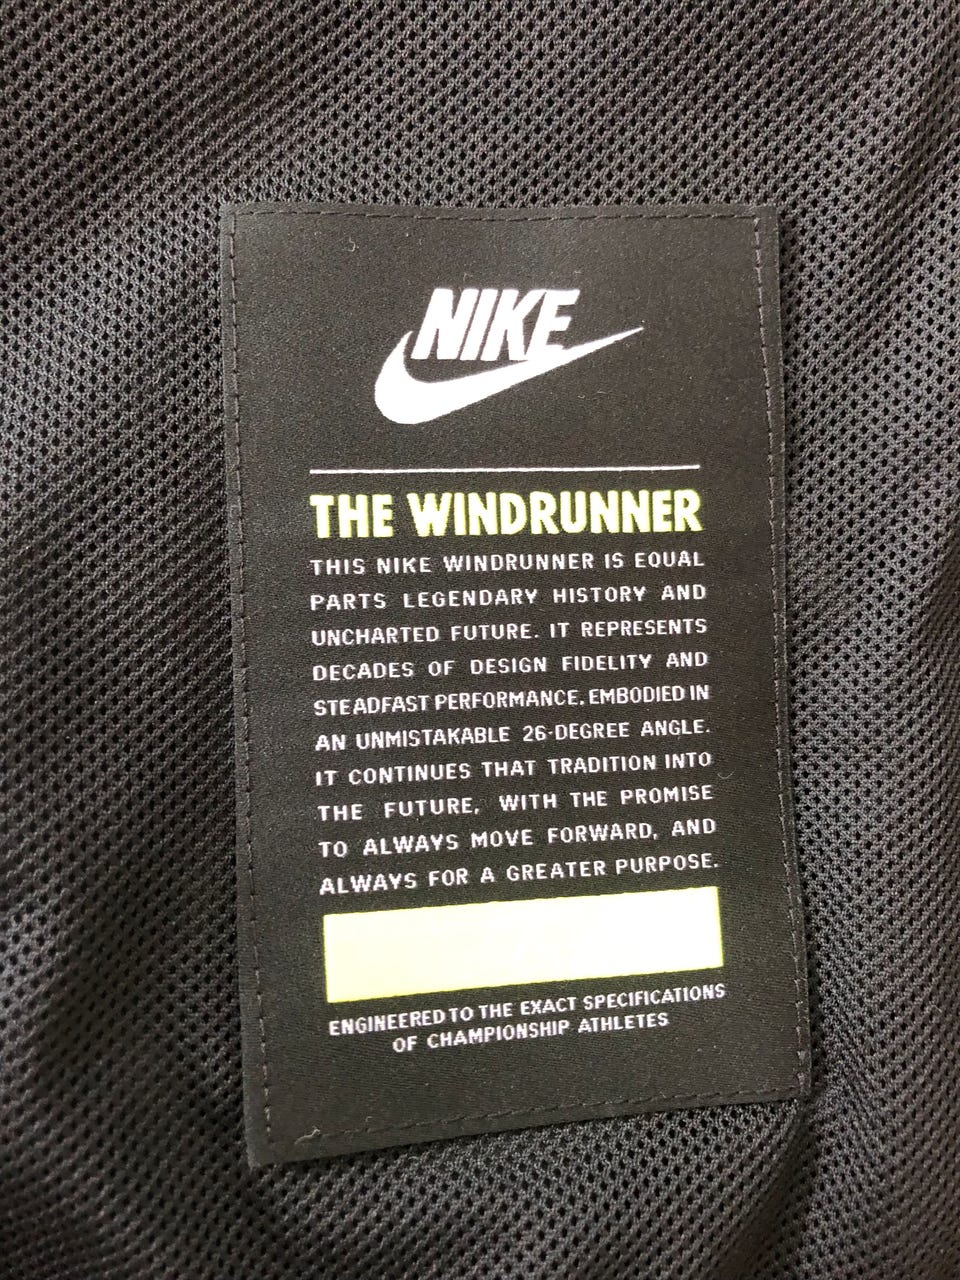 NIKE
THE WINDRUNNER
THIS NIKE WINDRUNNER IS EQUAL
PARTS LEGENDARY HISTORY AND
UNCHARTED FUTURE. IT REPRESENTS
DECADES OF DESIGN FIDELITY AND
STEADFAST PERFORMANCE, EMBODIED IN
AN UNMISTAKABLE 26-DEGREE ANGLE.
IT CONTINUES THAT TRADITION INTO
THE FUTURE, WITH THE PROMISE
TO ALWAYS MOVE FORWARD, AND
ALWAYS FOR A GREATER PURPOSE.
ENGINEERED TO THE EXACT SPECIFICATIONS
OF CHAMPIONSHIP ATHLETES